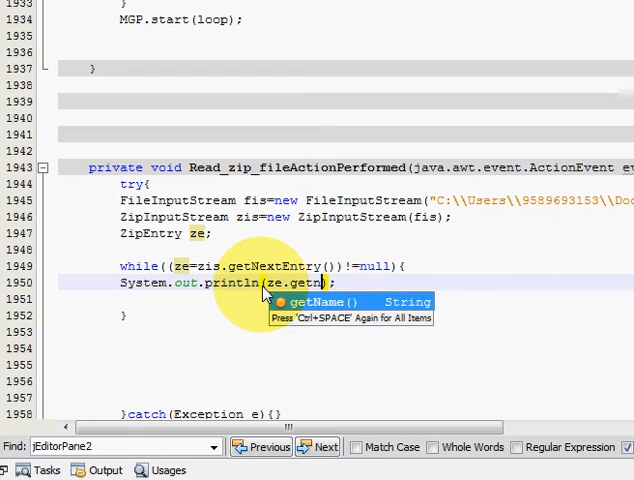 1933 }
1934 MGP.start(loop);
1935
1936
1937 }
1938
1939
1940
1941
1942
1943 private void Read_zip_fileActionPerformed(java.awt.event.ActionEvent ev
1944 try{
1945 FileInputStream fis=new FileInputStream("C:\\Users\\9589693153\\Doc
1946 ZipInputStream zis=new ZipInputStream(fis);
1947 ZipEntry ze;
1948
1949 while((ze=zis.getNextEntry())!=null){
1950 System.out.println(ze.getn);
1951 getName() String
1952 } Press 'Ctrl+SPACE' Again for All Items
1953
1954
1955
1956
1957
1958 }catch(Exception e){}
Find: jEditorPane2 Previous Next Match Case Whole Words Regular Expression
Tasks Output Usages